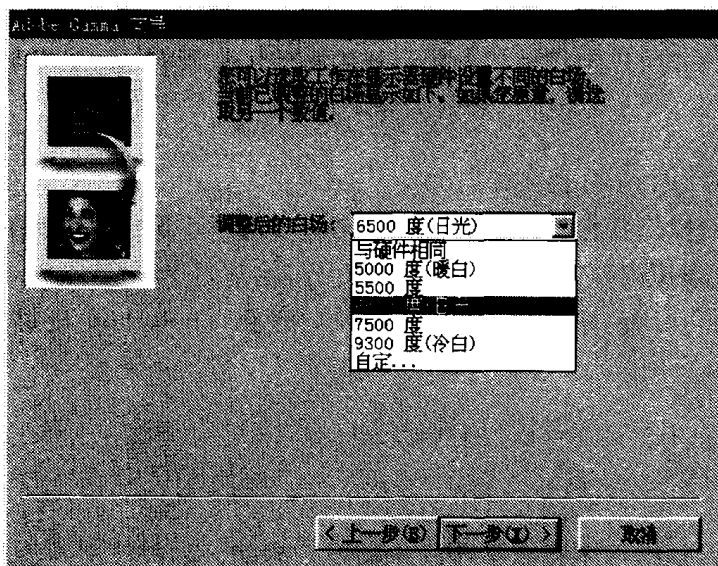 Adobe Gamma
您可以选取工作在显示器硬件设置不同的白场。
当前已调整的白场显示如下。如果您愿意，请选
取另一个数值。
调整后的白场: 6500 度(日光)
与硬件相同
5000 度(暖白)
5500 度
度
7500 度
9300 度(冷白)
自定...
< 上一步(B) 下一步(X) > 取消